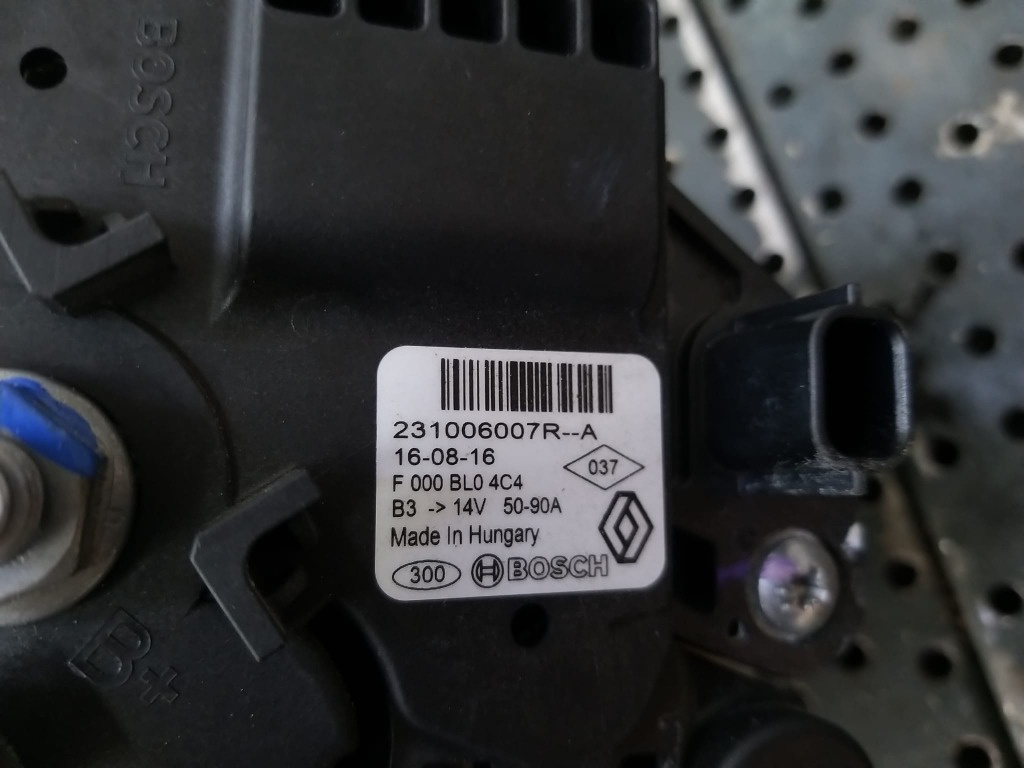 BOSCH
231006007R--A
16-08-16
037
F 000 BL0 4C4
B3 -> 14V 50-90A
Made In Hungary
300 BOSCH
B+